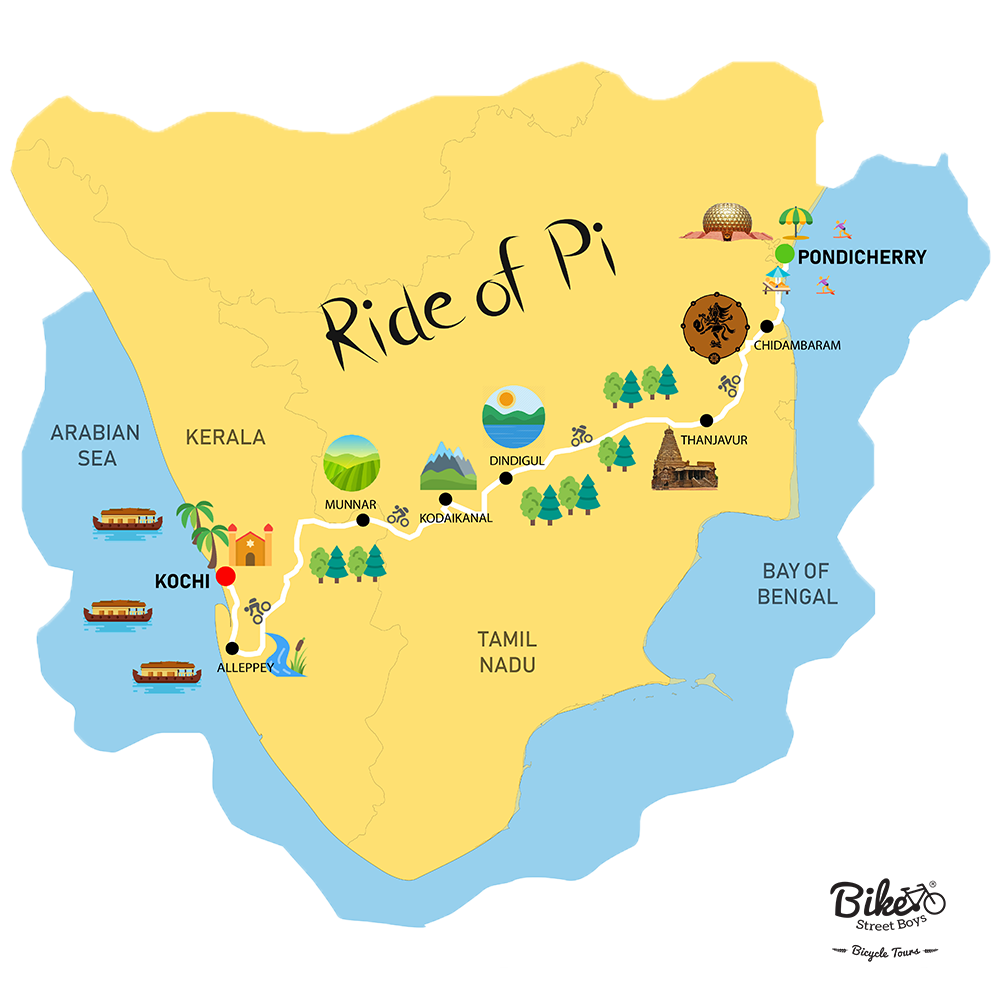 Ride of Pi
PONDICHERRY
CHIDAMBARAM
ARABIAN
SEA
KERALA
THANJAVUR
DINDIGUL
MUNNAR
KODAIKANAL
KOCHI
BAY OF
BENGAL
TAMIL
NADU
ALLEPPEY
Bike®
Street Boys
Bicycle Tours